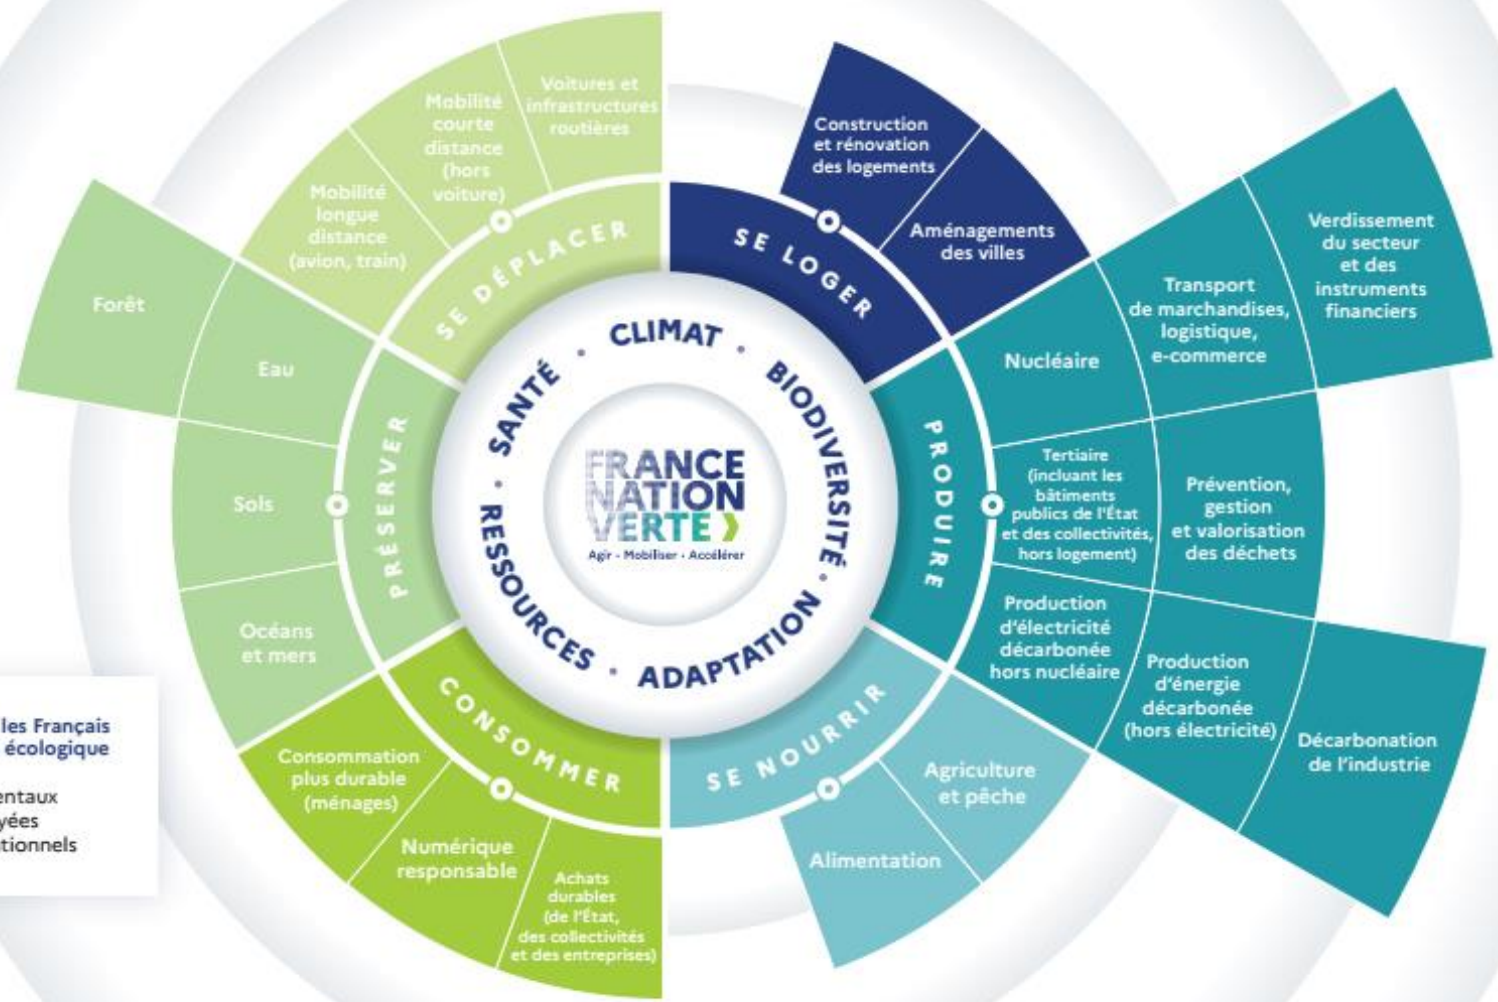 FRANCE
NATION
VERTE
Agir • Mobiliser • Accélérer
CLIMAT • BIODIVERSITÉ • ADAPTATION • RESSOURCES • SANTÉ •
SE LOGER
Construction
et rénovation
des logements
Aménagements
des villes
PRODUIRE
Nucléaire
Transport
de marchandises,
logistique,
e-commerce
Verdissement
du secteur
et des
instruments
financiers
Tertiaire
(incluant les
bâtiments
publics de l'État
et des collectivités,
hors logement)
Prévention,
gestion
et valorisation
des déchets
Production
d'électricité
décarbonée
hors nucléaire
Production
d'énergie
décarbonée
(hors électricité)
Décarbonation
de l'industrie
SE NOURRIR
Agriculture
et pêche
Alimentation
CONSOMMER
Achats
durables
(de l'État,
des collectivités
et des entreprises)
Numérique
responsable
Consommation
plus durable
(ménages)
PRÉSERVER
Océans
et mers
Sols
Eau
Forêt
SE DÉPLACER
Mobilité
longue
distance
(avion, train)
Mobilité
courte
distance
(hors
voiture)
Voitures et
infrastructures
routières
les Français
écologique
entaux
yées
tionnels